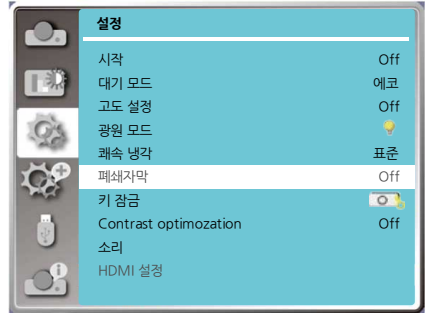 설정
시작 Off
대기 모드 에코
고도 설정 Off
광원 모드
쾌속 냉각 표준
폐쇄자막 Off
키 잠금
Contrast optimozation Off
소리
HDMI 설정